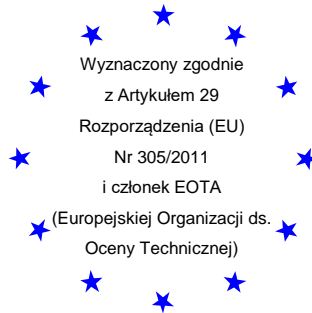 Wyznaczony zgodnie
z Artykułem 29
Rozporządzenia (EU)
Nr 305/2011
i członek EOTA
(Europejskiej Organizacji ds.
Oceny Technicznej)